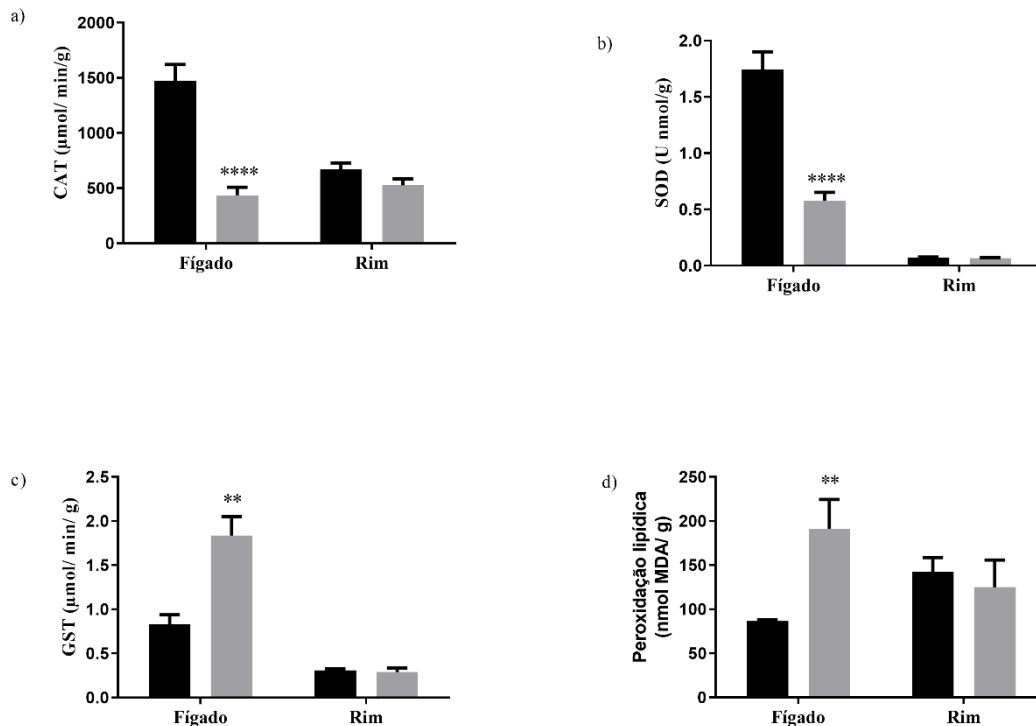 a)
CAT (μmol/ min/g)
2000
1500
1000
500
0
****
Fígado
Rim
b)
SOD (U nmol/g)
2.0
1.5
1.0
0.5
0.0
****
Fígado
Rim
c)
GST (μmol/ min/ g)
2.5
2.0
1.5
1.0
0.5
0.0
**
Fígado
Rim
d)
Peroxidação lipídica
(nmol MDA/ g)
250
200
150
100
50
0
**
Fígado
Rim